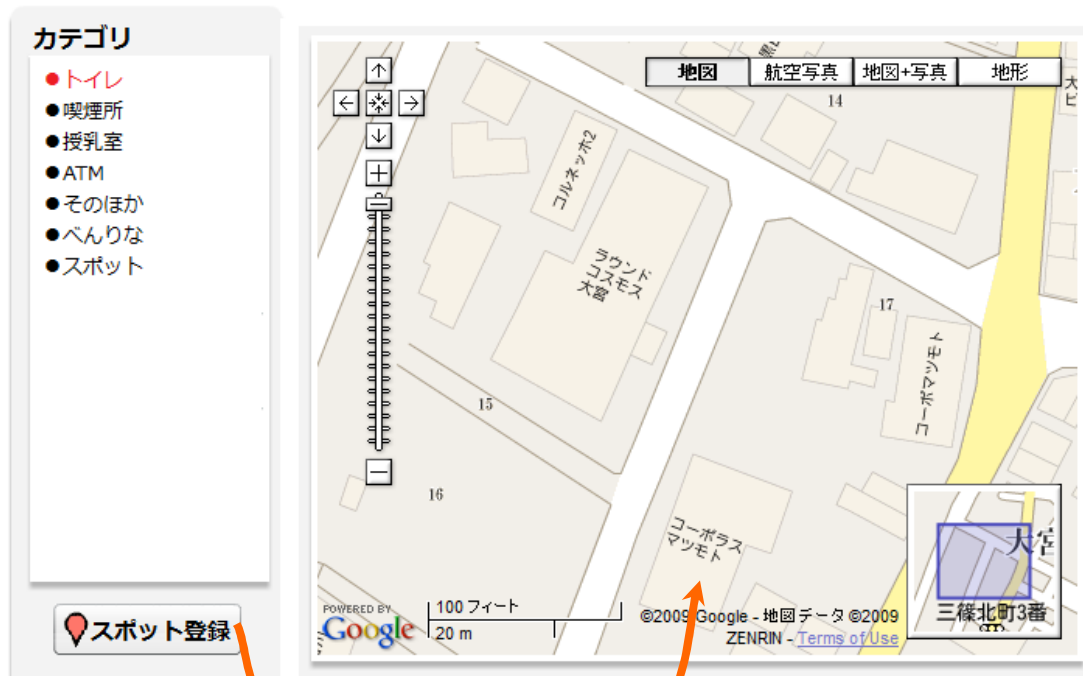 カテゴリ
●トイレ
●喫煙所
●授乳室
●ATM
●そのほか
●べんりな
●スポット
スポット登録
地図
航空写真
地図+写真
地形
14
大
ビ
コルネッホ2
ラウンド
コスモス
大宮
17
コーポマツモト
15
16
コーポラス
マツモト
POWERED BY
Google
100 フィート
20 m
©2009 Google - 地図データ ©2009
ZENRIN - Terms of Use
大宮
三篠北町3番